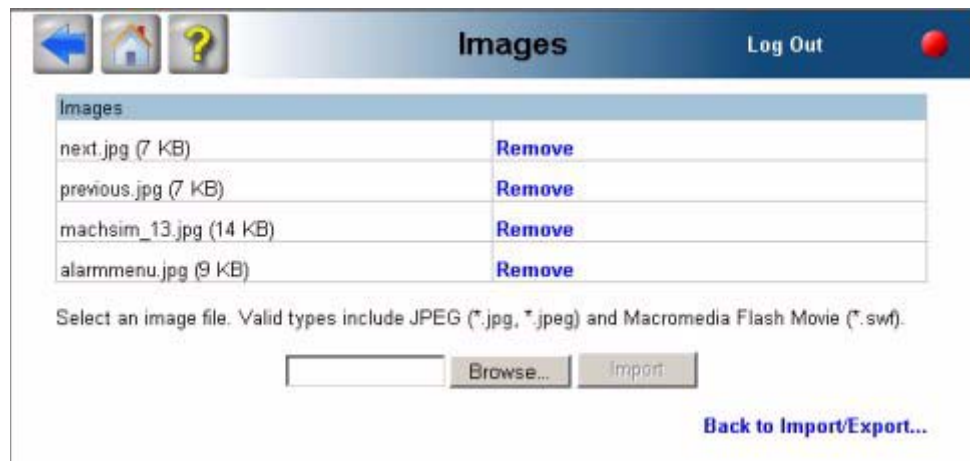 Images Log Out
Images
next.jpg (7 KB) Remove
previous.jpg (7 KB) Remove
machsim_13.jpg (14 KB) Remove
alarmmenu.jpg (9 KB) Remove
Select an image file. Valid types include JPEG (*.jpg, *.jpeg) and Macromedia Flash Movie (*.swf).
Browse... Import
Back to Import/Export...